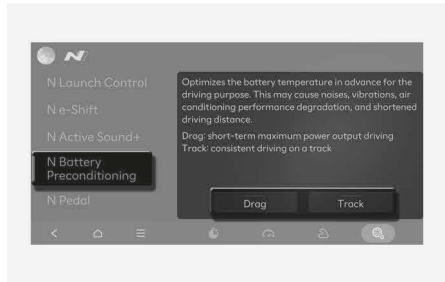 N
N Launch Control
N e-Shift
N Active Sound+
N Battery
Preconditioning
N Pedal
Optimizes the battery temperature in advance for the
driving purpose. This may cause noises, vibrations, air
conditioning performance degradation, and shortened
driving distance.
Drag: short-term maximum power output driving
Track: consistent driving on a track
Drag
Track